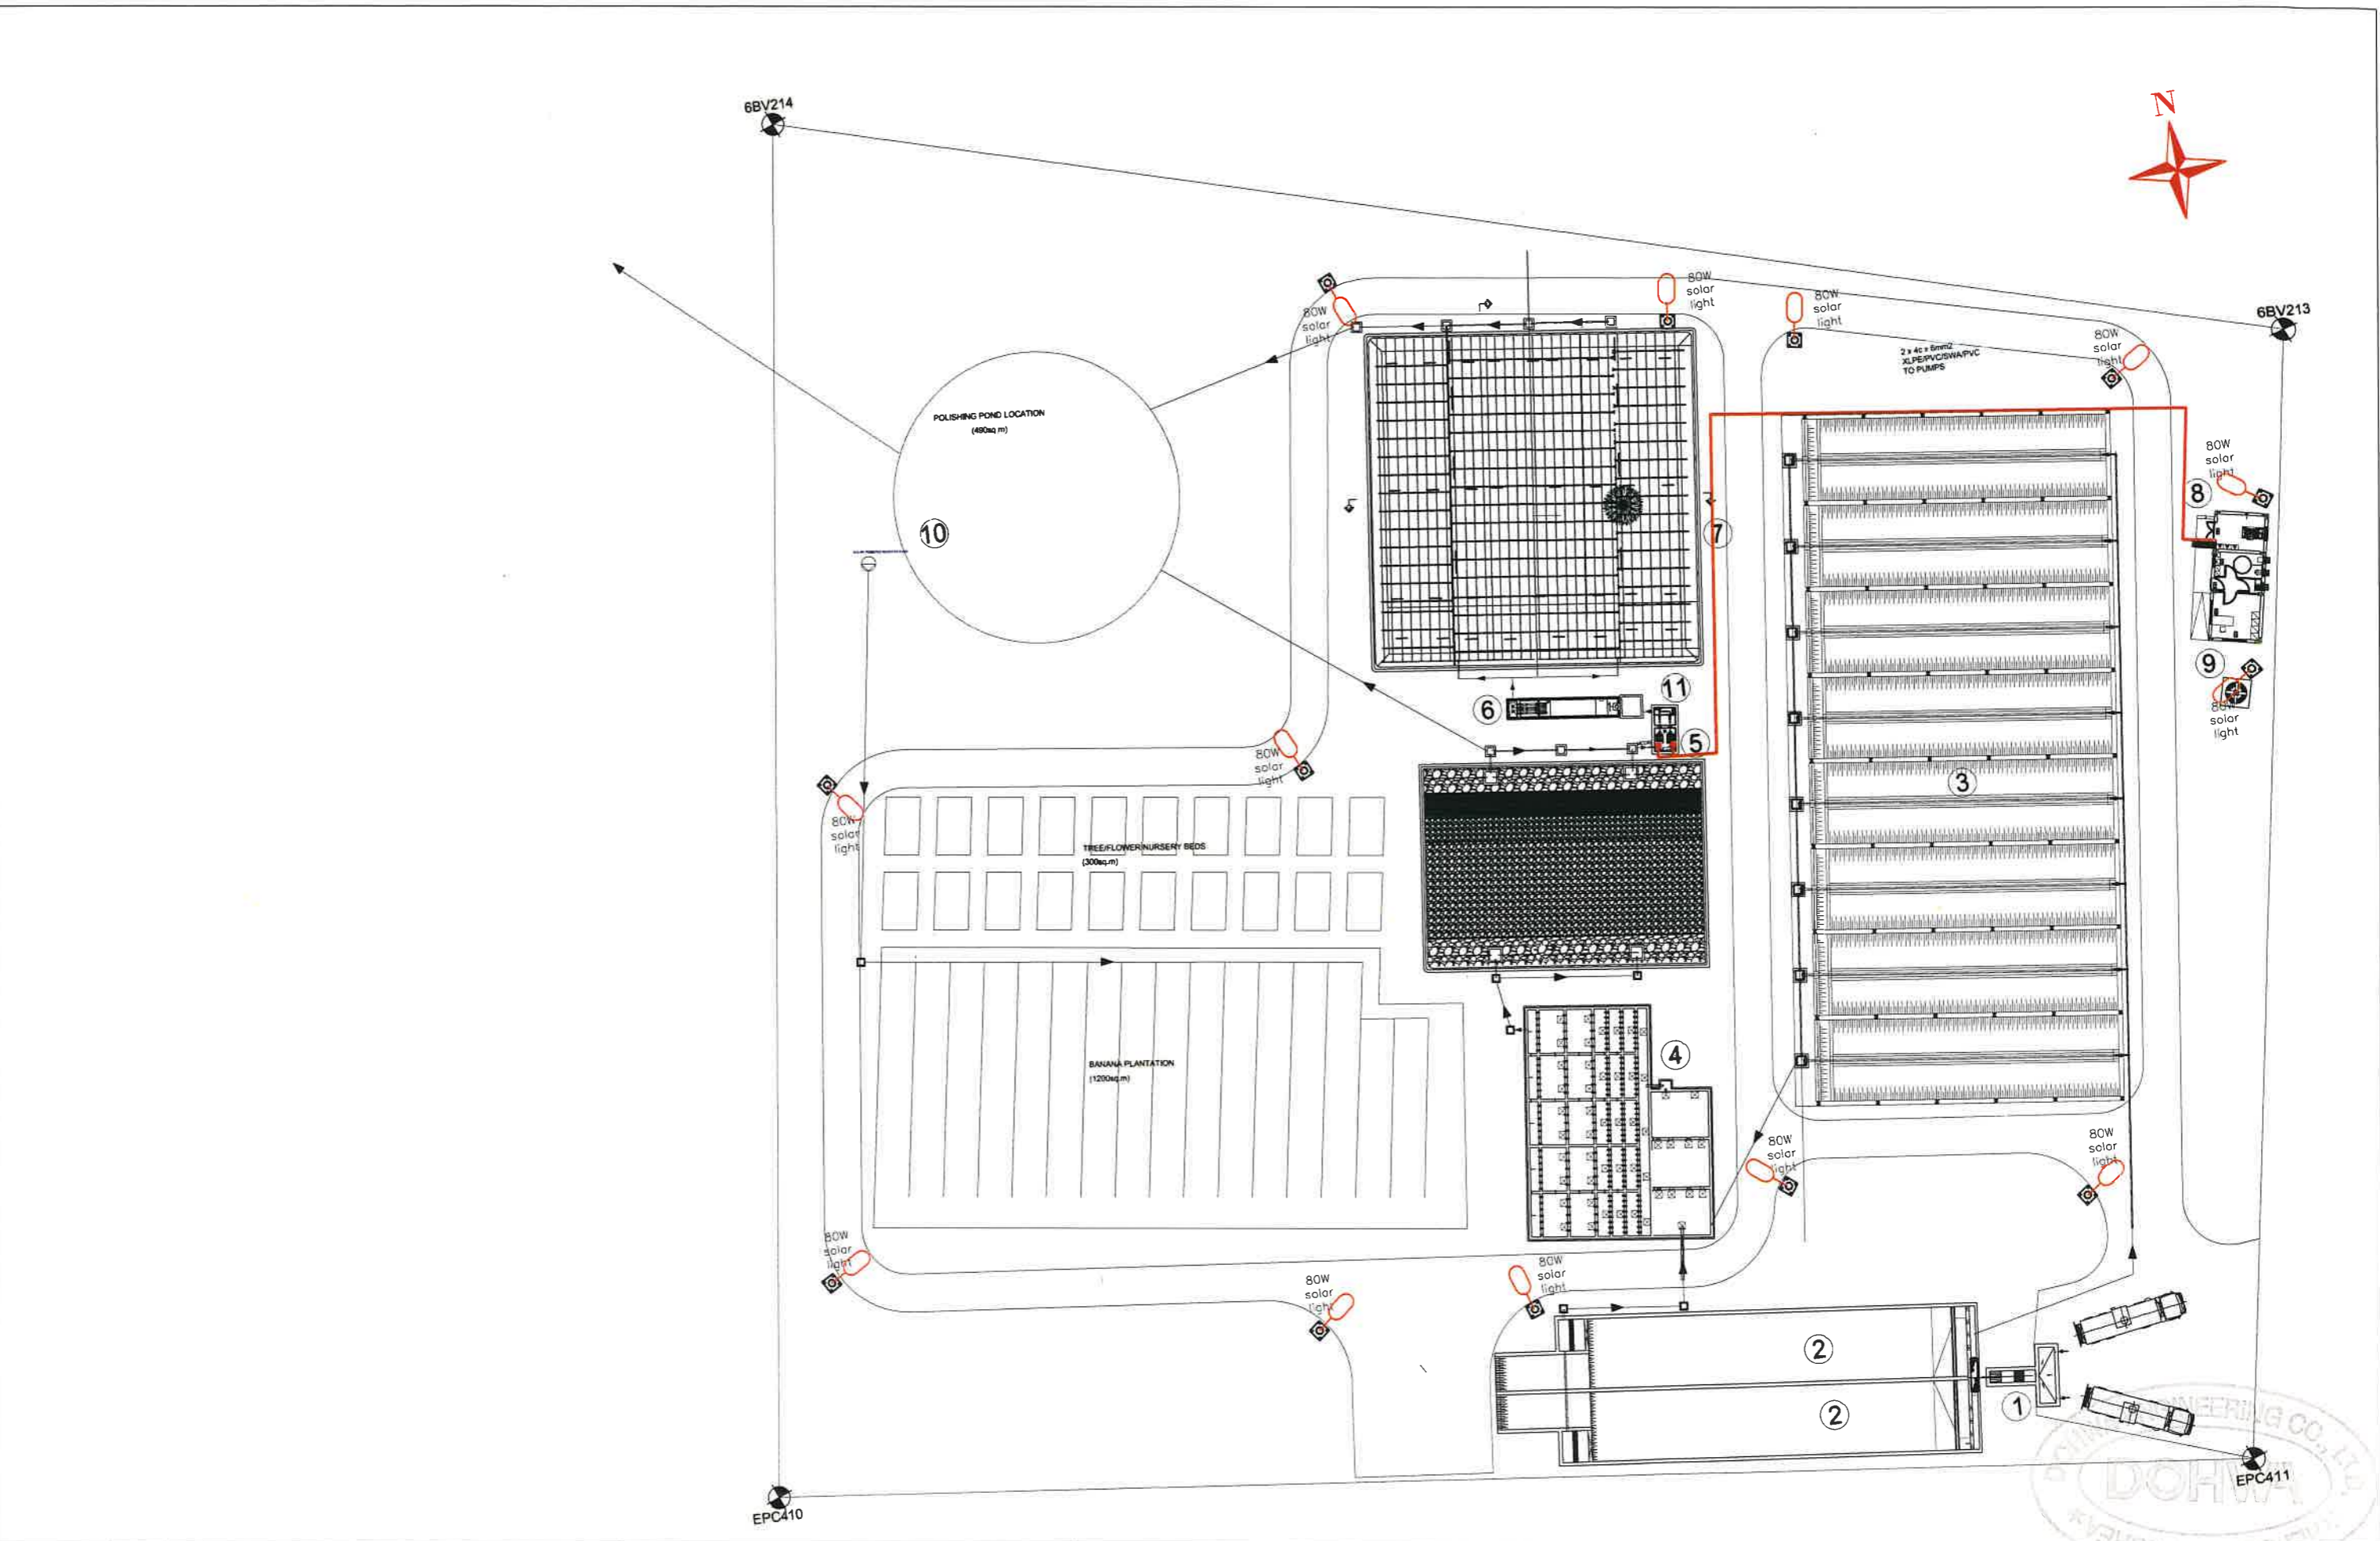 6BV214
N
6BV213
80W
solar
light
80W
solar
light
80W
solar
light
80W
solar
light
2 x 4c x 6mm2
XLPE/PVC/SWA/PVC
TO PUMPS
POLISHING POND LOCATION
(490sq m)
80W
solar
light
8
10
7
9
80W
solar
light
11
6
5
80W
solar
light
3
80W
solar
light
TREE/FLOWER NURSERY BEDS
(300sq.m)
4
BANANA PLANTATION
(1200sq.m)
80W
solar
light
80W
solar
light
80W
solar
light
80W
solar
light
80W
solar
light
2
2
1
DOHWA ENGINEERING CO., LTD.
DOHWA
EPC411
EPC410